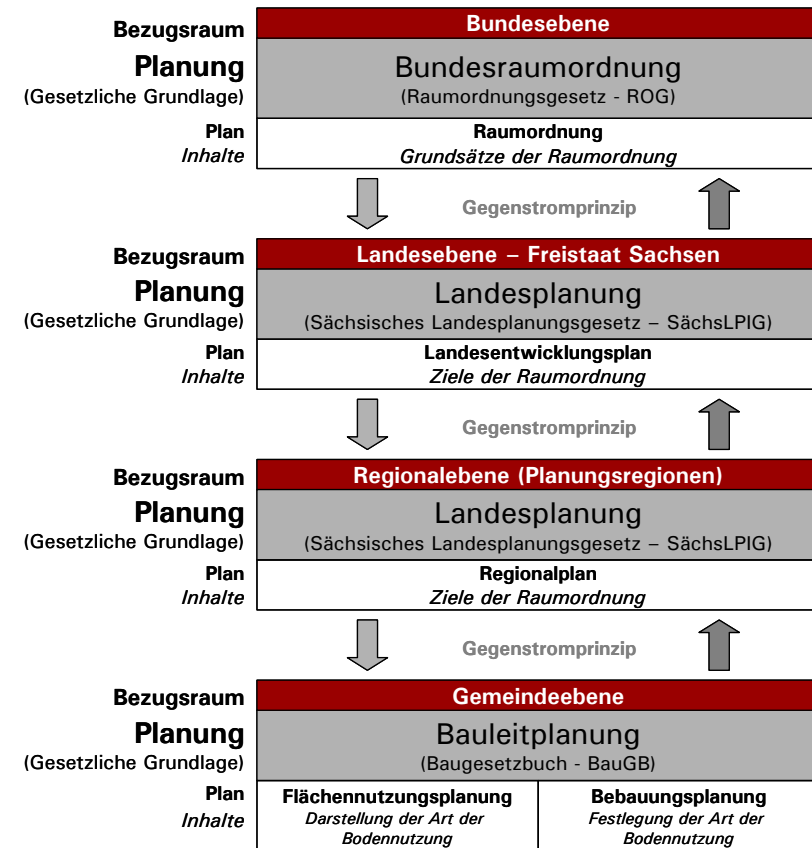 Bezugsraum Bundesebene
Planung Bundesraumordnung
(Gesetzliche Grundlage) (Raumordnungsgesetz - ROG)
Plan Raumordnung
Inhalte Grundsätze der Raumordnung
Gegenstromprinzip
Bezugsraum Landesebene – Freistaat Sachsen
Planung Landesplanung
(Gesetzliche Grundlage) (Sächsisches Landesplanungsgesetz – SächsLPlG)
Plan Landesentwicklungsplan
Inhalte Ziele der Raumordnung
Gegenstromprinzip
Bezugsraum Regionalebene (Planungsregionen)
Planung Landesplanung
(Gesetzliche Grundlage) (Sächsisches Landesplanungsgesetz – SächsLPlG)
Plan Regionalplan
Inhalte Ziele der Raumordnung
Gegenstromprinzip
Bezugsraum Gemeindeebene
Planung Bauleitplanung
(Gesetzliche Grundlage) (Baugesetzbuch - BauGB)
Plan Flächennutzungsplanung Bebauungsplanung
Inhalte Darstellung der Art der Festlegung der Art der
Bodennutzung Bodennutzung